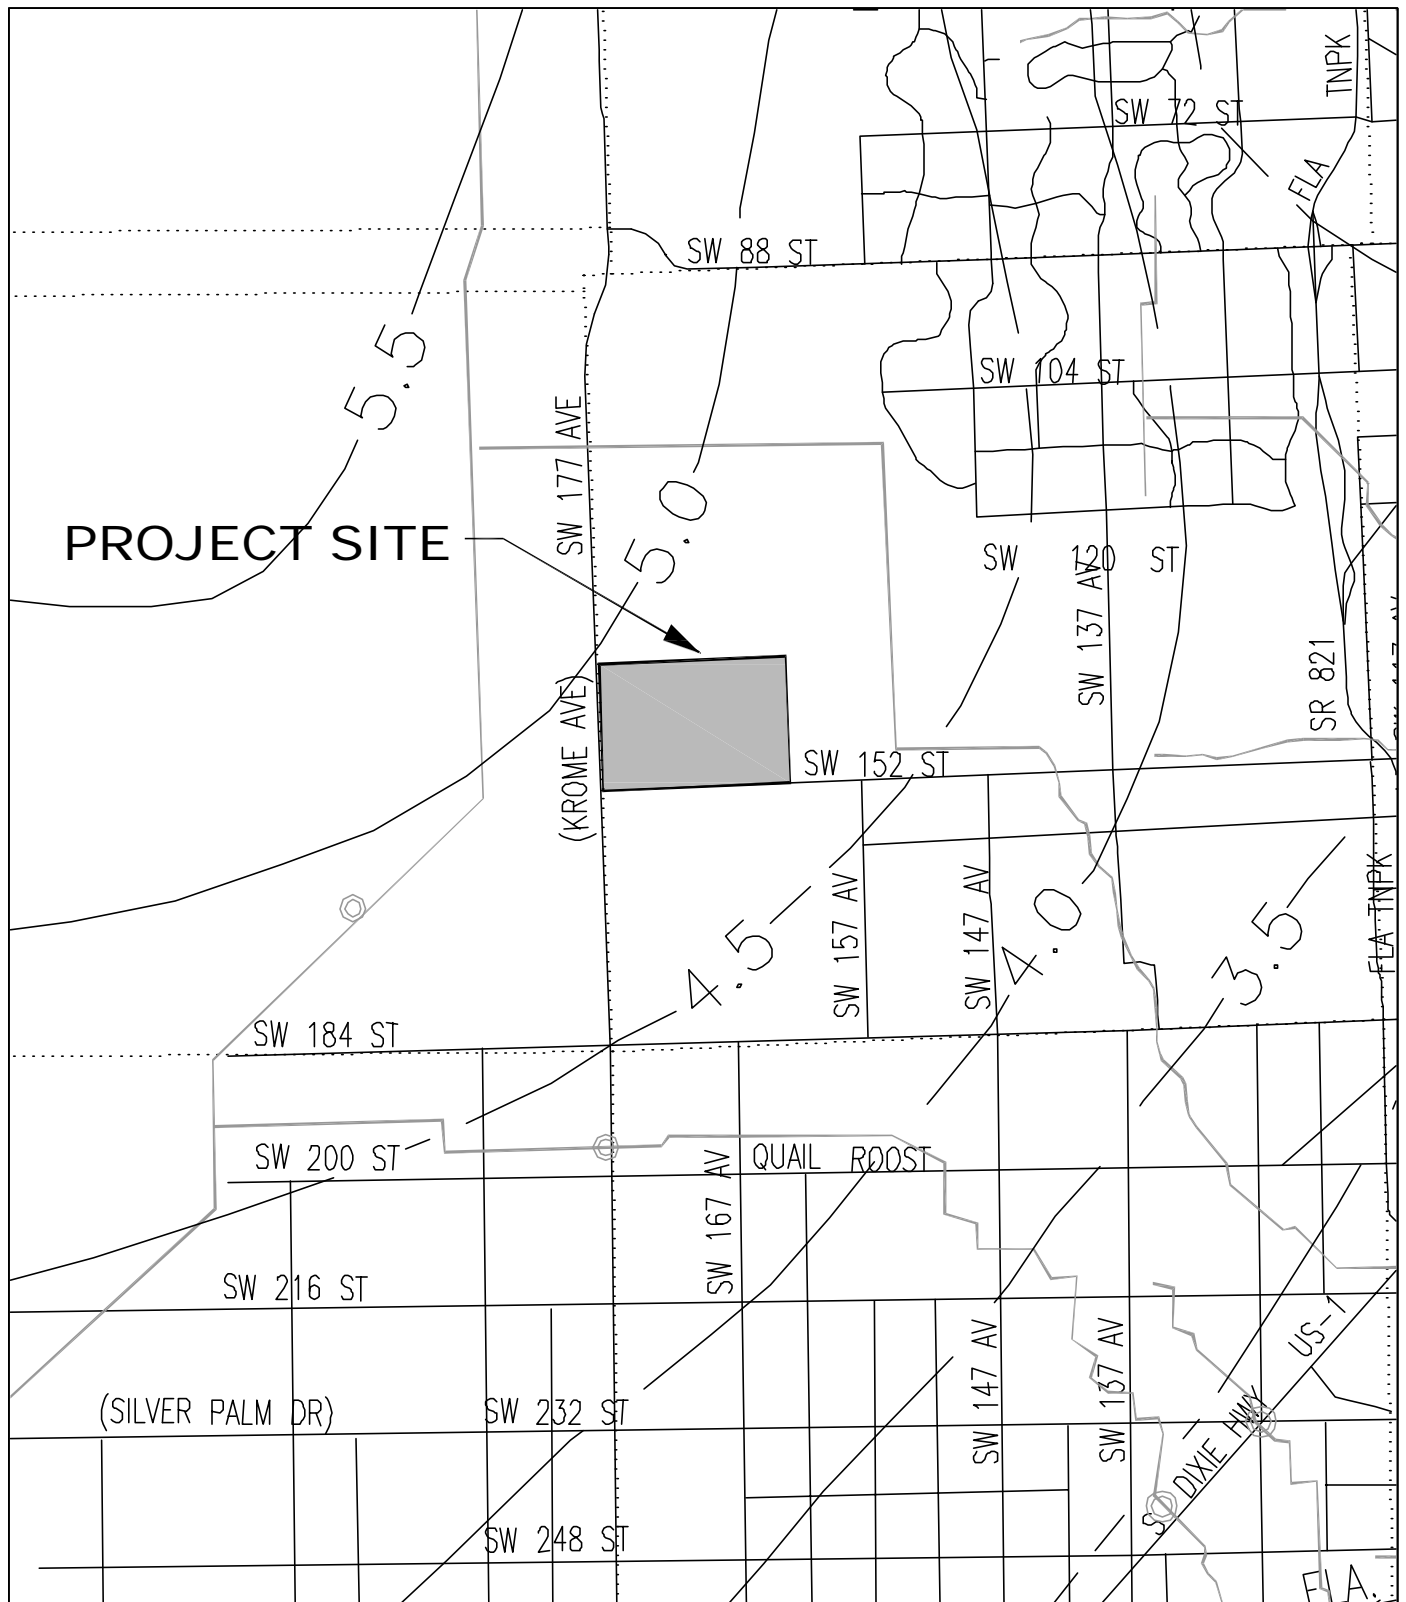 TNPK
SW 72 ST
FLA
SW 88 ST
5.5
SW 104 ST
SW 177 AVE
5.0
PROJECT SITE
SW 120 ST
SW 137 AV
SR 821
(KROME AVE)
SW 152 ST
SW 157 AV
SW 147 AV
4.0
3.5
4.5
FLA TNPK
SW 184 ST
SW 200 ST
QUAIL ROOST
SW 167 AV
SW 216 ST
US-1
SW 147 AV
SW 137 AV
(SILVER PALM DR)
SW 232 ST
S DIXIE HWY
SW 248 ST
FLA.